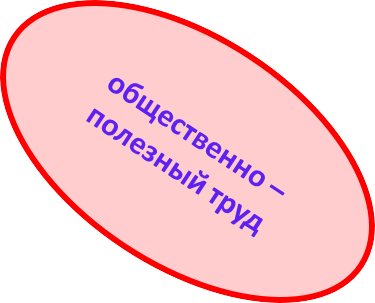 общественно –
полезный труд